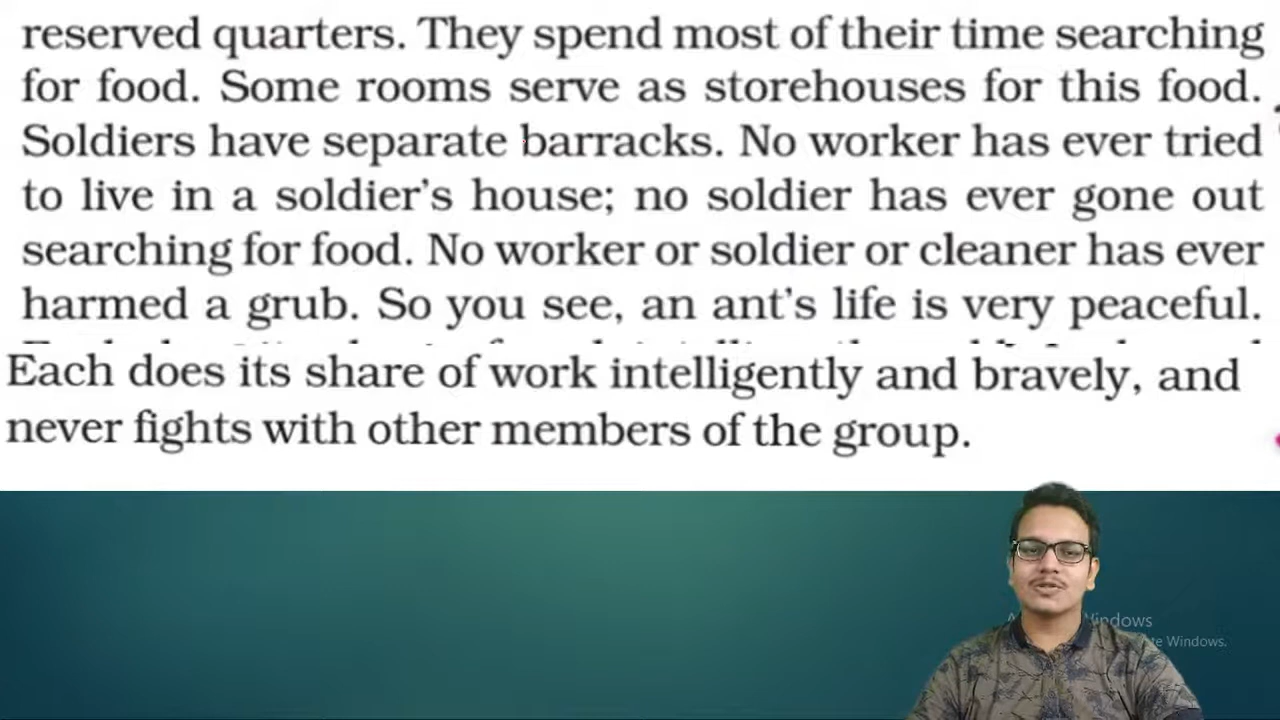 reserved quarters. They spend most of their time searching
for food. Some rooms serve as storehouses for this food.
Soldiers have separate barracks. No worker has ever tried
to live in a soldier's house; no soldier has ever gone out
searching for food. No worker or soldier or cleaner has ever
harmed a grub. So you see, an ant's life is very peaceful.
Each does its share of work intelligently and bravely, and
never fights with other members of the group.
Windows
Windows.